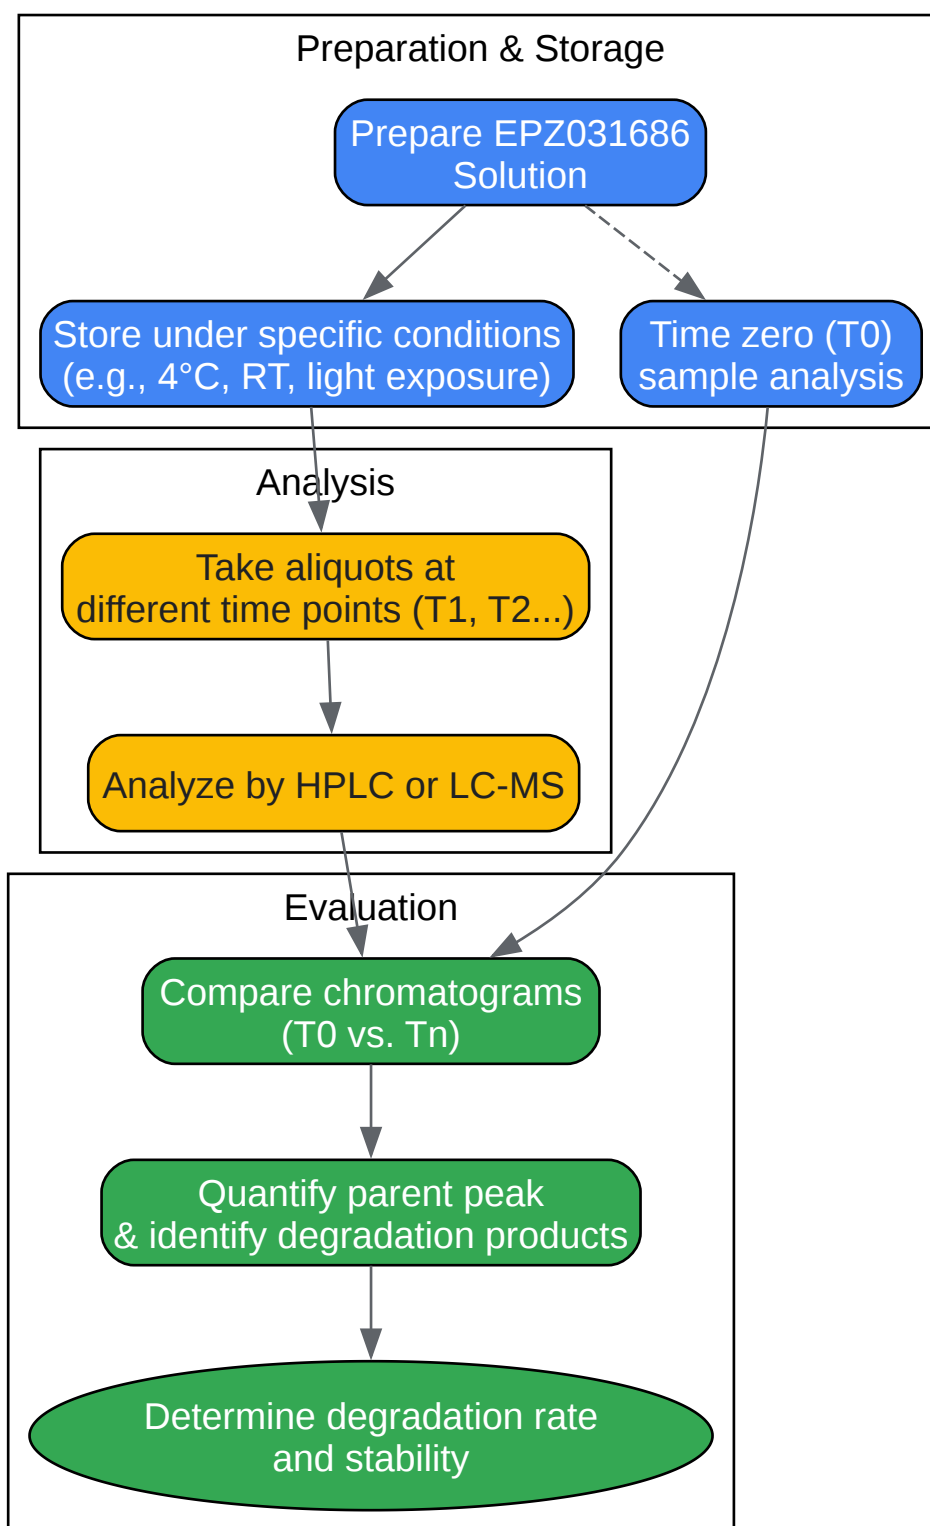 Preparation & Storage
Prepare EPZ031686
Solution
Store under specific conditions
(e.g., 4°C, RT, light exposure)
Time zero (T0)
sample analysis
Analysis
Take aliquots at
different time points (T1, T2...)
Analyze by HPLC or LC-MS
Evaluation
Compare chromatograms
(T0 vs. Tn)
Quantify parent peak
& identify degradation products
Determine degradation rate
and stability